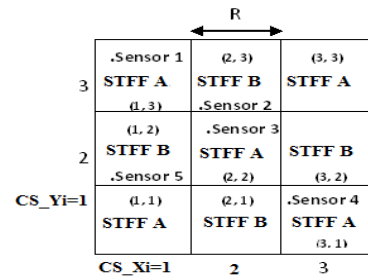 R
.Sensor 1 (2, 3) (3, 3)
3 STFF A STFF B STFF A
(1, 3) .Sensor 2
(1, 2) .Sensor 3
2 STFF B STFF A STFF B
.Sensor 5 (2, 2) (3, 2)
CS_Yi=1 (1, 1) (2, 1) .Sensor 4
STFF A STFF B STFF A
(3, 1)
CS_Xi=1 2 3